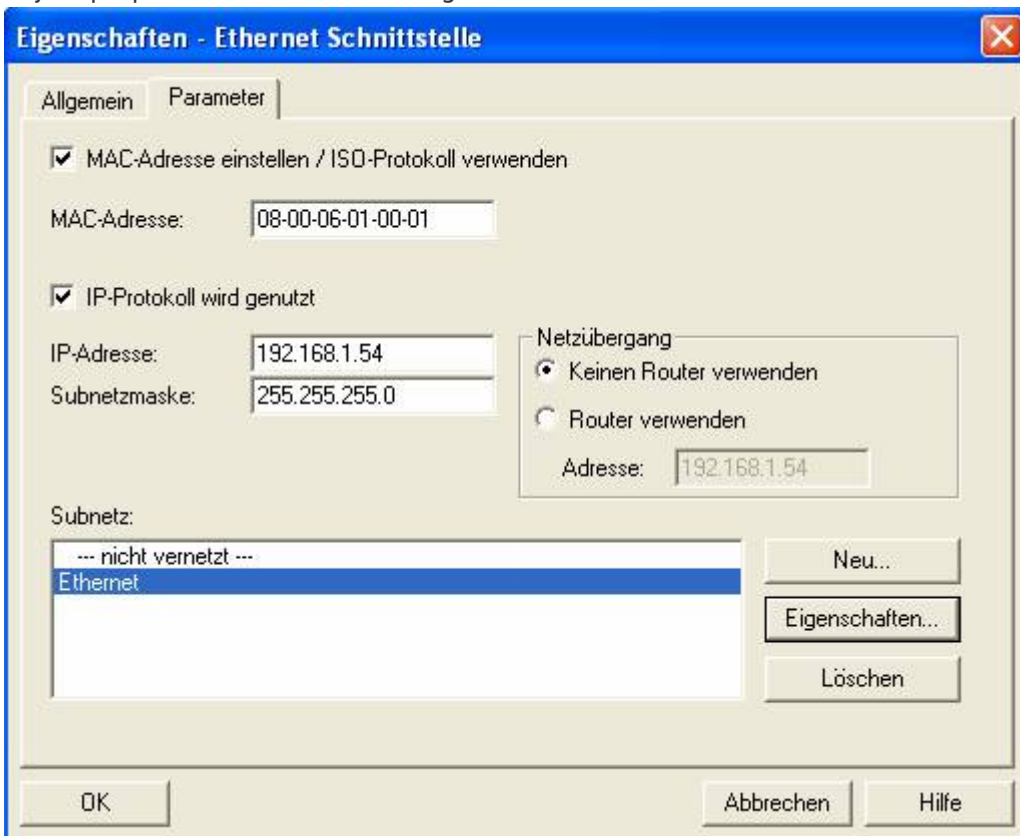 Eigenschaften - Ethernet Schnittstelle
Allgemein
Parameter
MAC-Adresse einstellen / ISO-Protokoll verwenden
MAC-Adresse:
08-00-06-01-00-01
IP-Protokoll wird genutzt
IP-Adresse:
192.168.1.54
Subnetzmaske:
255.255.255.0
Netzübergang
Keinen Router verwenden
Router verwenden
Adresse:
192.168.1.54
Subnetz:
--- nicht vernetzt ---
Ethernet
Neu...
Eigenschaften...
Löschen
OK
Abbrechen
Hilfe